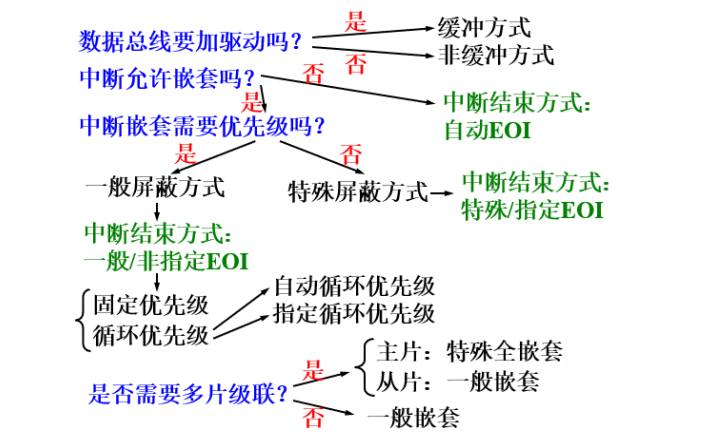 数据总线要加驱动吗?
是
否
缓冲方式
非缓冲方式
中断允许嵌套吗?
否
是
中断结束方式:
自动EOI
中断嵌套需要优先级吗?
是
否
一般屏蔽方式
特殊屏蔽方式
中断结束方式:
特殊/指定EOI
中断结束方式:
一般/非指定EOI
固定优先级
循环优先级
自动循环优先级
指定循环优先级
是否需要多片级联?
是
否
主片:特殊全嵌套
从片:一般嵌套
一般嵌套